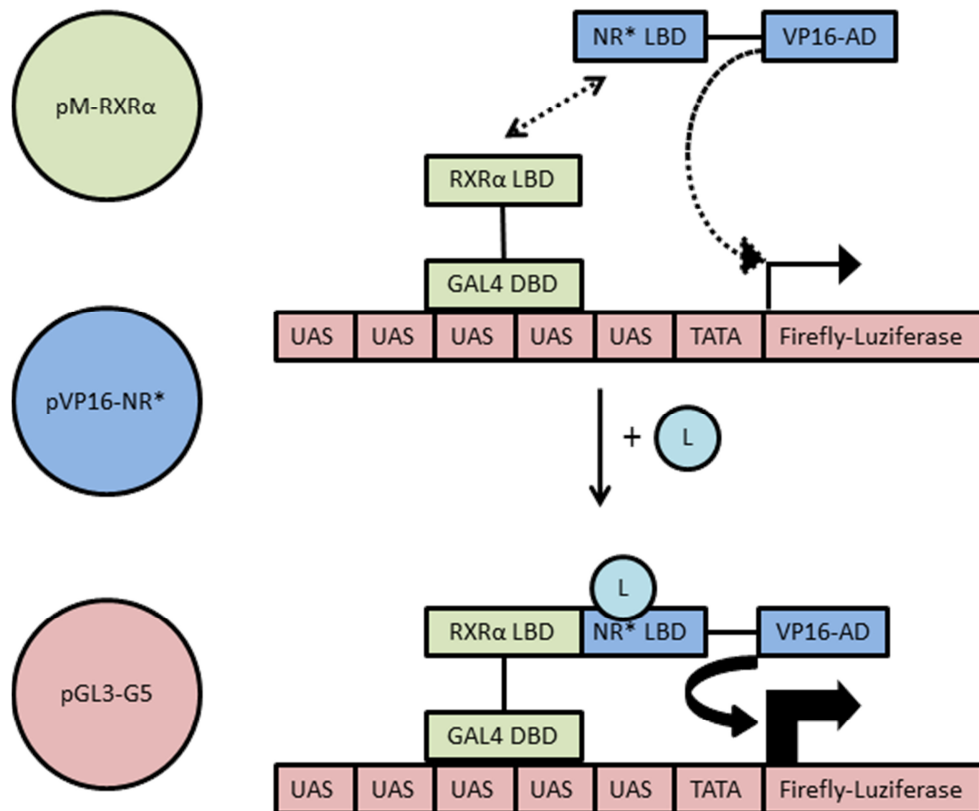 pM-RXRα
pVP16-NR*
pGL3-G5
NR* LBD VP16-AD
RXRα LBD
GAL4 DBD
UAS UAS UAS UAS UAS TATA Firefly-Luziferase
+ L
L
RXRα LBD NR* LBD VP16-AD
GAL4 DBD
UAS UAS UAS UAS UAS TATA Firefly-Luziferase